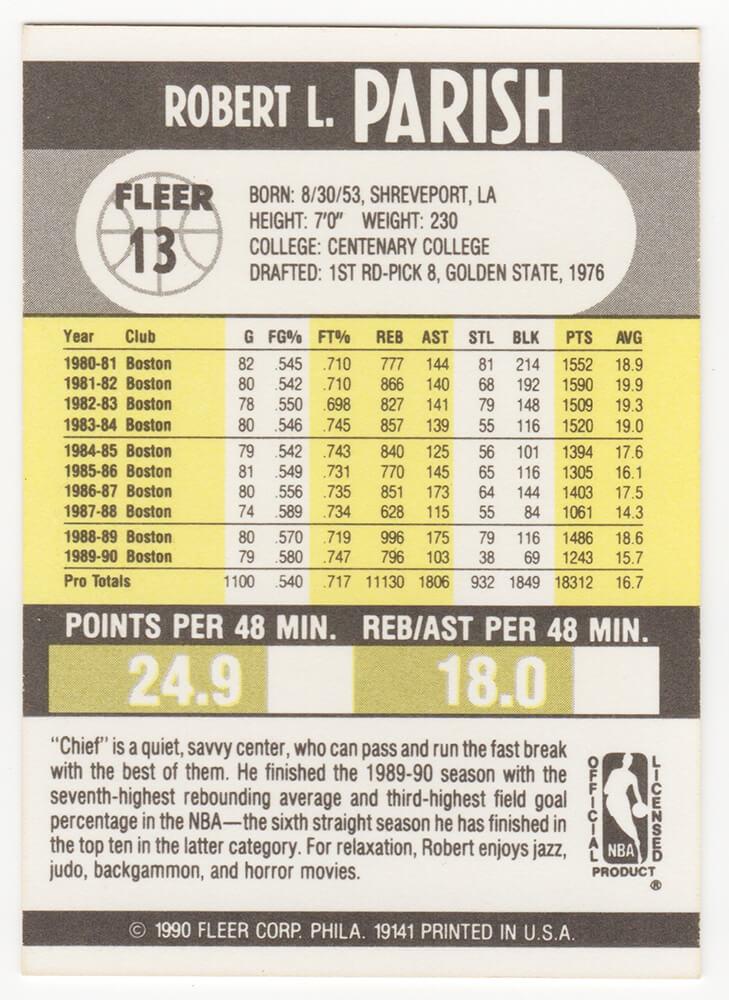 ROBERT L. PARISH
FLEER
13
BORN: 8/30/53, SHREVEPORT, LA
HEIGHT: 7'0" WEIGHT: 230
COLLEGE: CENTENARY COLLEGE
DRAFTED: 1ST RD-PICK 8, GOLDEN STATE, 1976
Year Club G FG% FT% REB AST STL BLK PTS AVG
1980-81 Boston 82 .545 .710 777 144 81 214 1552 18.9
1981-82 Boston 80 .542 .710 866 140 68 192 1590 19.9
1982-83 Boston 78 .550 .698 827 141 79 148 1509 19.3
1983-84 Boston 80 .546 .745 857 139 55 116 1520 19.0
1984-85 Boston 79 .542 .743 840 125 56 101 1394 17.6
1985-86 Boston 81 .549 .731 770 145 65 116 1305 16.1
1986-87 Boston 80 .556 .735 851 173 64 144 1403 17.5
1987-88 Boston 74 .589 .734 628 115 55 84 1061 14.3
1988-89 Boston 80 .570 .719 996 175 79 116 1486 18.6
1989-90 Boston 79 .580 .747 796 103 38 69 1243 15.7
Pro Totals 1100 .540 .717 11130 1806 932 1849 18312 16.7
POINTS PER 48 MIN. REB/AST PER 48 MIN.
24.9 18.0
"Chief" is a quiet, savvy center, who can pass and run the fast break
with the best of them. He finished the 1989-90 season with the
seventh-highest rebounding average and third-highest field goal
percentage in the NBA—the sixth straight season he has finished in
the top ten in the latter category. For relaxation, Robert enjoys jazz,
judo, backgammon, and horror movies.
OFFICIAL
LICENSED
NBA
PRODUCT
®
© 1990 FLEER CORP. PHILA. 19141 PRINTED IN U.S.A.